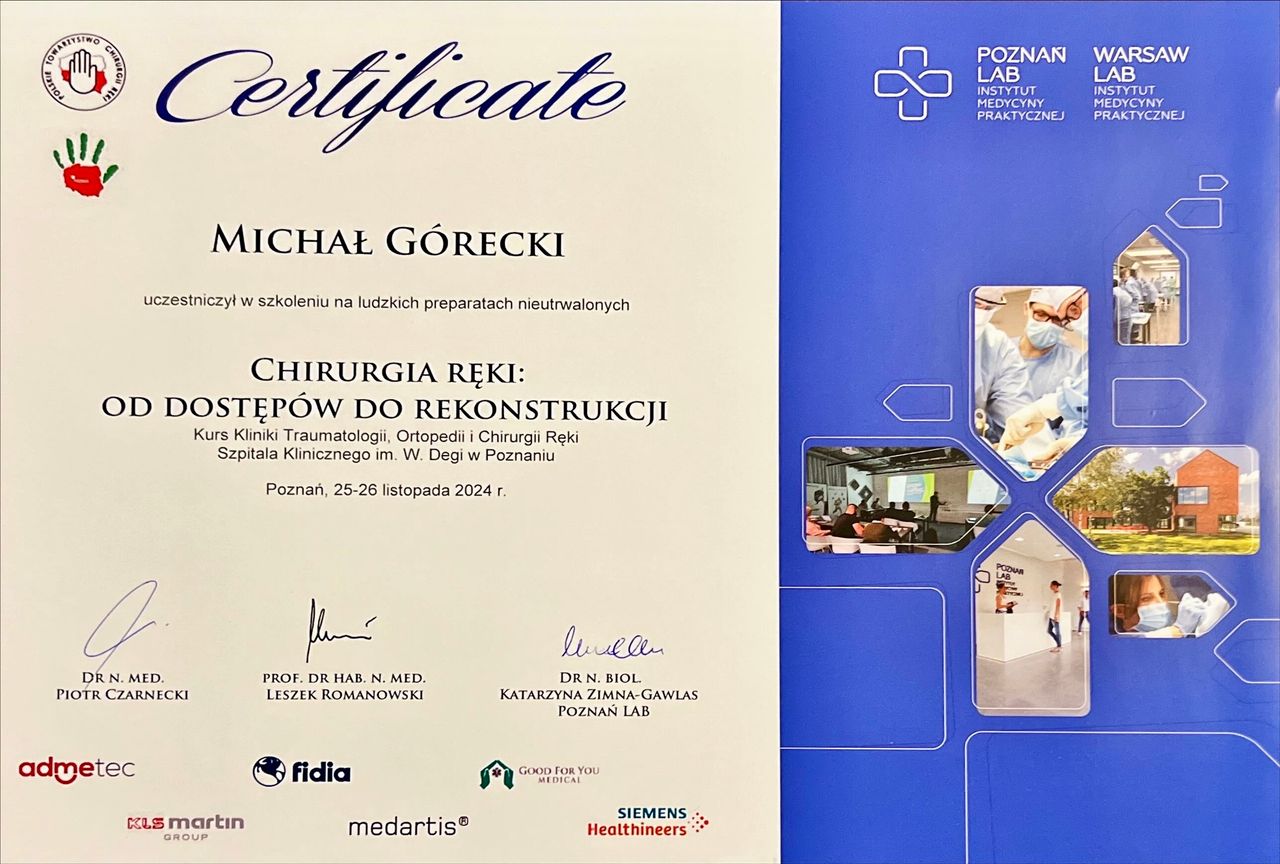 POLSKIE TOWARZYSTWO CHIRURGII RĘKI
Certificate
MICHAŁ GÓRECKI
uczestniczył w szkoleniu na ludzkich preparatach nieutrwalonych
CHIRURGIA RĘKI:
OD DOSTĘPÓW DO REKONSTRUKCJI
Kurs Kliniki Traumatologii, Ortopedii i Chirurgii Ręki
Szpitala Klinicznego im. W. Degi w Poznaniu
Poznań, 25-26 listopada 2024 r.
DR N. MED.
PIOTR CZARNECKI
PROF. DR HAB. N. MED.
LESZEK ROMANOWSKI
DR N. BIOL.
KATARZYNA ZIMNA-GAWLAS
POZNAŃ LAB
admetec
fidia
GOOD FOR YOU
MEDICAL
KLS martin
GROUP
medartis®
SIEMENS
Healthineers
POZNAŃ
LAB
INSTYTUT
MEDYCYNY
PRAKTYCZNEJ
WARSAW
LAB
INSTYTUT
MEDYCYNY
PRAKTYCZNEJ
POZNAŃ
LAB